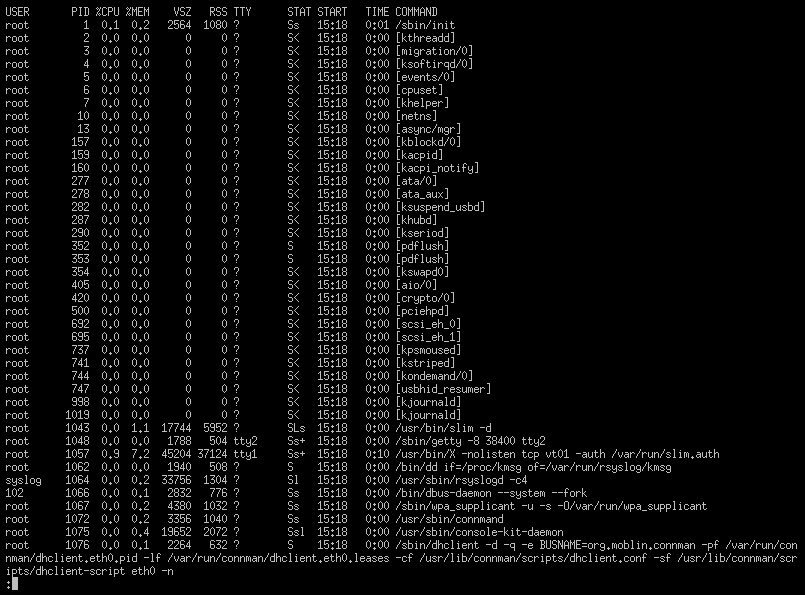 USER       PID %CPU %MEM    VSZ   RSS TTY      STAT START   TIME COMMAND
root         1  0.1  0.2   2564  1080 ?        Ss   15:18   0:01 /sbin/init
root         2  0.0  0.0      0     0 ?        S<   15:18   0:00 [kthreadd]
root         3  0.0  0.0      0     0 ?        S<   15:18   0:00 [migration/0]
root         4  0.0  0.0      0     0 ?        S<   15:18   0:00 [ksoftirqd/0]
root         5  0.0  0.0      0     0 ?        S<   15:18   0:00 [events/0]
root         6  0.0  0.0      0     0 ?        S<   15:18   0:00 [cpuset]
root         7  0.0  0.0      0     0 ?        S<   15:18   0:00 [khelper]
root        10  0.0  0.0      0     0 ?        S<   15:18   0:00 [netns]
root        13  0.0  0.0      0     0 ?        S<   15:18   0:00 [async/mgr]
root       157  0.0  0.0      0     0 ?        S<   15:18   0:00 [kblockd/0]
root       159  0.0  0.0      0     0 ?        S<   15:18   0:00 [kacpid]
root       160  0.0  0.0      0     0 ?        S<   15:18   0:00 [kacpi_notify]
root       277  0.0  0.0      0     0 ?        S<   15:18   0:00 [ata/0]
root       278  0.0  0.0      0     0 ?        S<   15:18   0:00 [ata_aux]
root       282  0.0  0.0      0     0 ?        S<   15:18   0:00 [ksuspend_usbd]
root       287  0.0  0.0      0     0 ?        S<   15:18   0:00 [khubd]
root       290  0.0  0.0      0     0 ?        S<   15:18   0:00 [kseriod]
root       352  0.0  0.0      0     0 ?        S    15:18   0:00 [pdflush]
root       353  0.0  0.0      0     0 ?        S    15:18   0:00 [pdflush]
root       354  0.0  0.0      0     0 ?        S<   15:18   0:00 [kswapd0]
root       405  0.0  0.0      0     0 ?        S<   15:18   0:00 [aio/0]
root       420  0.0  0.0      0     0 ?        S<   15:18   0:00 [crypto/0]
root       500  0.0  0.0      0     0 ?        S<   15:18   0:00 [pciehpd]
root       692  0.0  0.0      0     0 ?        S<   15:18   0:00 [scsi_eh_0]
root       695  0.0  0.0      0     0 ?        S<   15:18   0:00 [scsi_eh_1]
root       737  0.0  0.0      0     0 ?        S<   15:18   0:00 [kpsmoused]
root       741  0.0  0.0      0     0 ?        S<   15:18   0:00 [kstriped]
root       744  0.0  0.0      0     0 ?        S<   15:18   0:00 [kondemand/0]
root       747  0.0  0.0      0     0 ?        S<   15:18   0:00 [usbhid_resumer]
root       998  0.0  0.0      0     0 ?        S<   15:18   0:00 [kjournald]
root      1019  0.0  0.0      0     0 ?        S<   15:18   0:00 [kjournald]
root      1043  0.0  1.1  17744  5952 ?        SLs  15:18   0:00 /usr/bin/slim -d
root      1048  0.0  0.0   1788   504 tty2     Ss+  15:18   0:00 /sbin/getty -8 38400 tty2
root      1057  0.9  7.2  45204 37124 tty1     Ss+  15:18   0:10 /usr/bin/X -nolisten tcp vt01 -auth /var/run/slim.auth
root      1062  0.0  0.0   1940   508 ?        S    15:18   0:00 /bin/dd if=/proc/kmsg of=/var/run/rsyslog/kmsg
syslog    1064  0.0  0.2  33756  1304 ?        Sl   15:18   0:00 /usr/sbin/rsyslogd -c4
102       1066  0.0  0.1   2832   776 ?        Ss   15:18   0:00 /bin/dbus-daemon --system --fork
root      1067  0.0  0.2   4380  1032 ?        Ss   15:18   0:00 /sbin/wpa_supplicant -u -s -O/var/run/wpa_supplicant
root      1072  0.0  0.2   3356  1040 ?        Ss   15:18   0:00 /usr/sbin/connmand
root      1075  0.0  0.4  19652  2072 ?        Ssl  15:18   0:00 /usr/sbin/console-kit-daemon
root      1076  0.0  0.1   2264   632 ?        S    15:18   0:00 /sbin/dhclient -d -q -e BUSNAME=org.moblin.connman -pf /var/run/con
nman/dhclient.eth0.pid -lf /var/run/connman/dhclient.eth0.leases -cf /usr/lib/connman/scripts/dhclient.conf -sf /usr/lib/connman/scr
ipts/dhclient-script eth0 -n
: